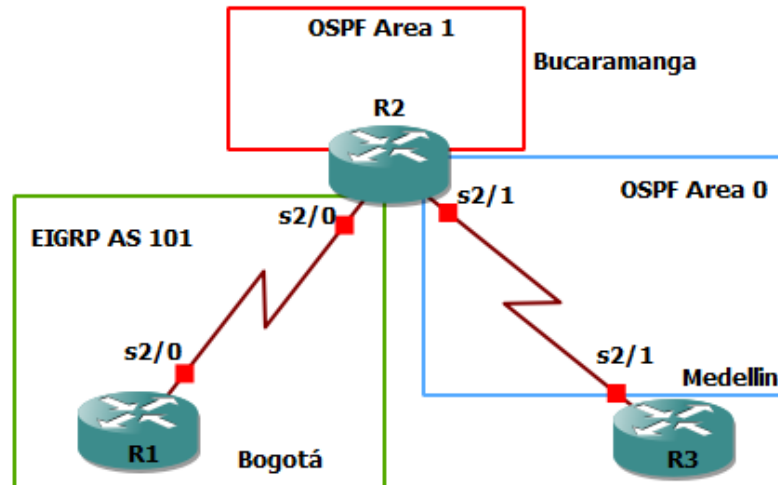 OSPF Area 1
Bucaramanga
R2
OSPF Area 0
s2/0
s2/1
EIGRP AS 101
s2/0
s2/1
Medellin
R1
Bogotá
R3